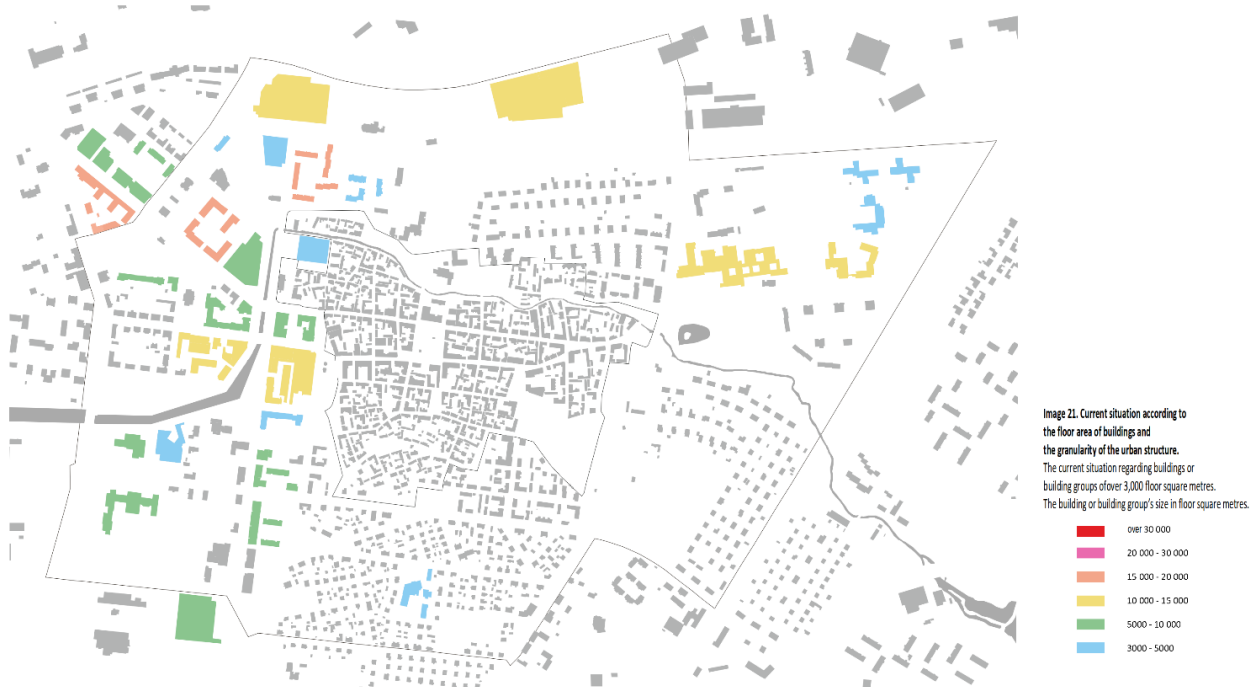 Image 21. Current situation according to
the floor area of buildings and
the granularity of the urban structure.
The current situation regarding buildings or
building groups ofover 3,000 floor square metres.
The building or building group's size in floor square metres.
over 30 000
20 000 - 30 000
15 000 - 20 000
10 000 - 15 000
5000 - 10 000
3000 - 5000